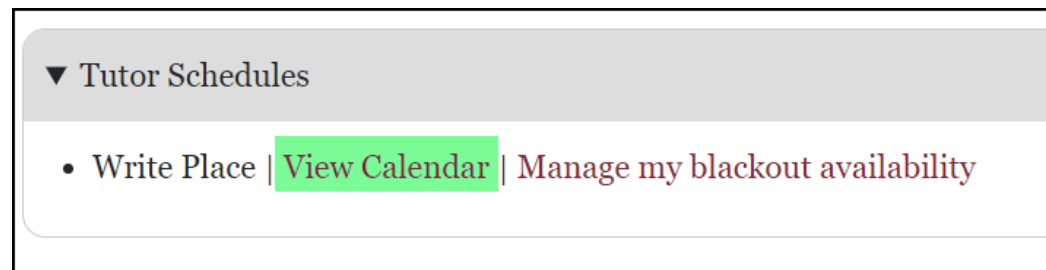 ▼ Tutor Schedules
• Write Place | View Calendar | Manage my blackout availability